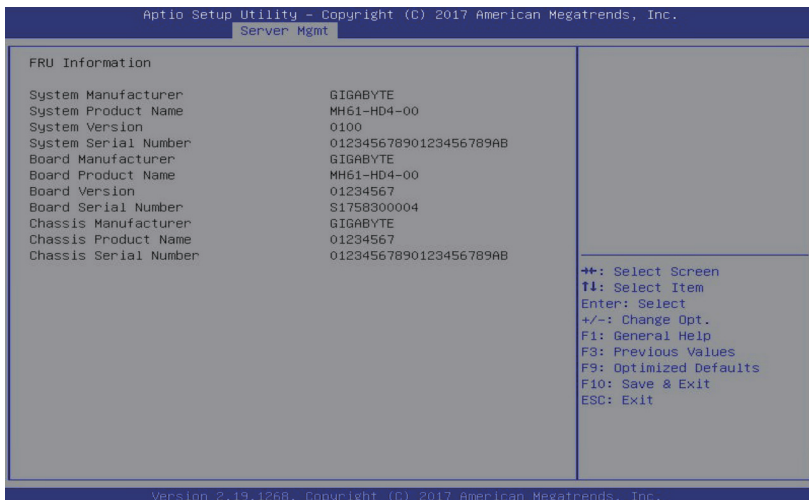 Aptio Setup Utility – Copyright (C) 2017 American Megatrends, Inc.
Server Mgmt
FRU Information
System Manufacturer GIGABYTE
System Product Name MH61-HD4-00
System Version 0100
System Serial Number 01234567890123456789AB
Board Manufacturer GIGABYTE
Board Product Name MH61-HD4-00
Board Version 01234567
Board Serial Number S1758300004
Chassis Manufacturer GIGABYTE
Chassis Product Name 01234567
Chassis Serial Number 01234567890123456789AB
→←: Select Screen
↑↓: Select Item
Enter: Select
+/-: Change Opt.
F1: General Help
F3: Previous Values
F9: Optimized Defaults
F10: Save & Exit
ESC: Exit
Version 2.19.1268. Copyright (C) 2017 American Megatrends, Inc.